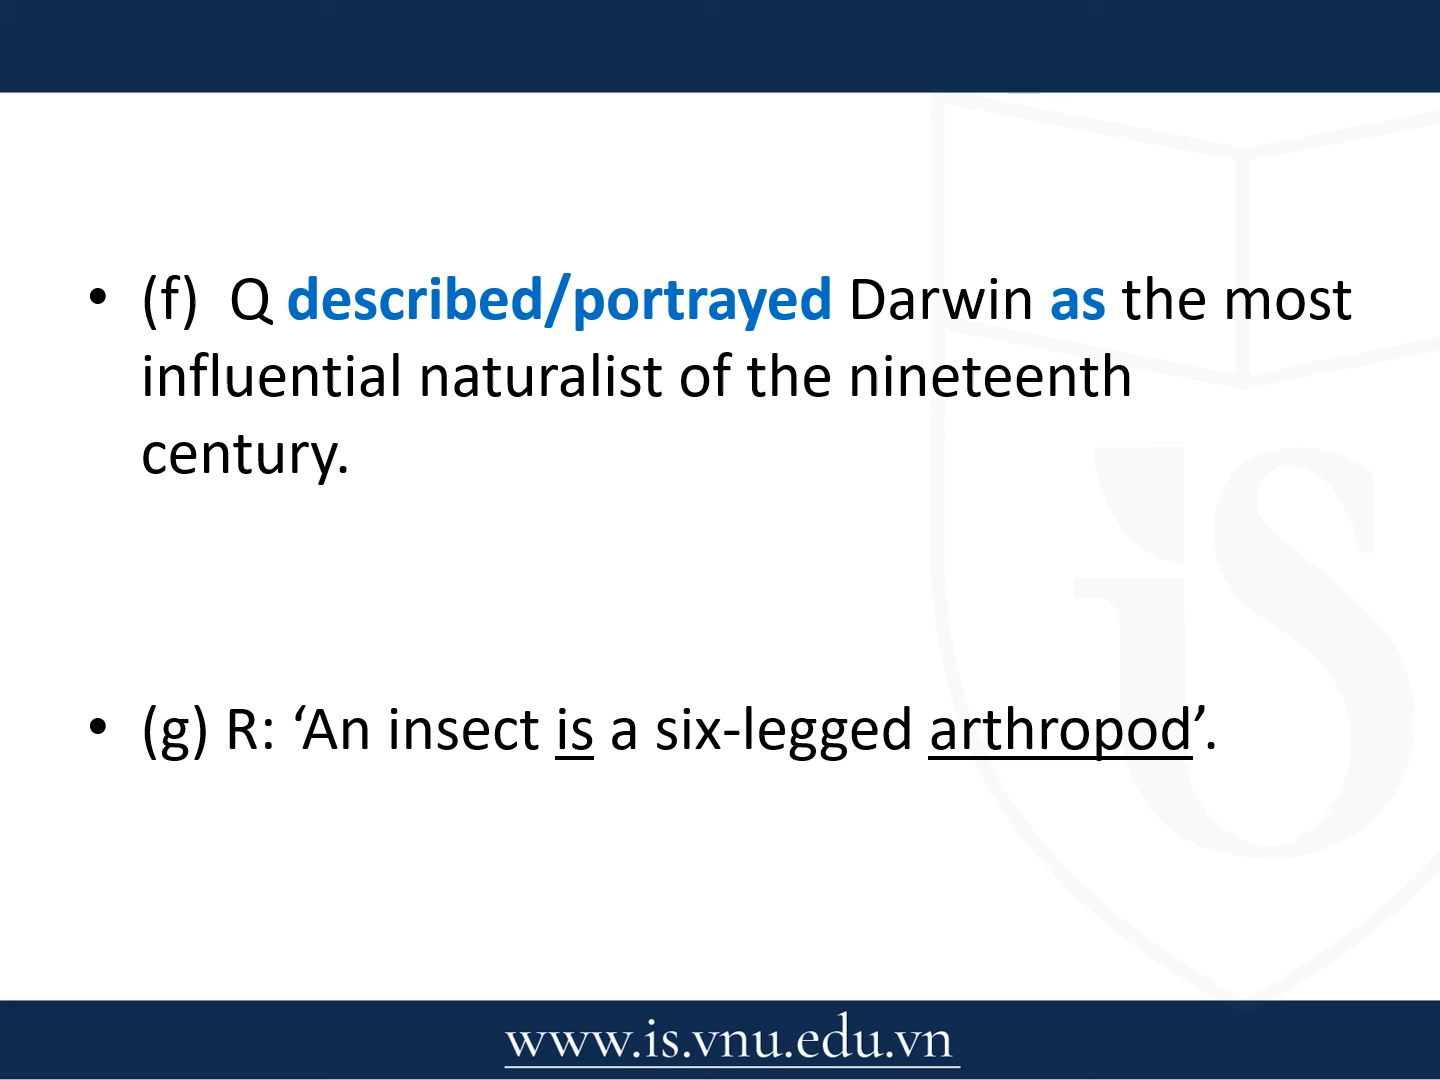 • (f)  Q described/portrayed Darwin as the most
influential naturalist of the nineteenth
century.
• (g) R: ‘An insect is a six-legged arthropod’.
iS
www.is.vnu.edu.vn